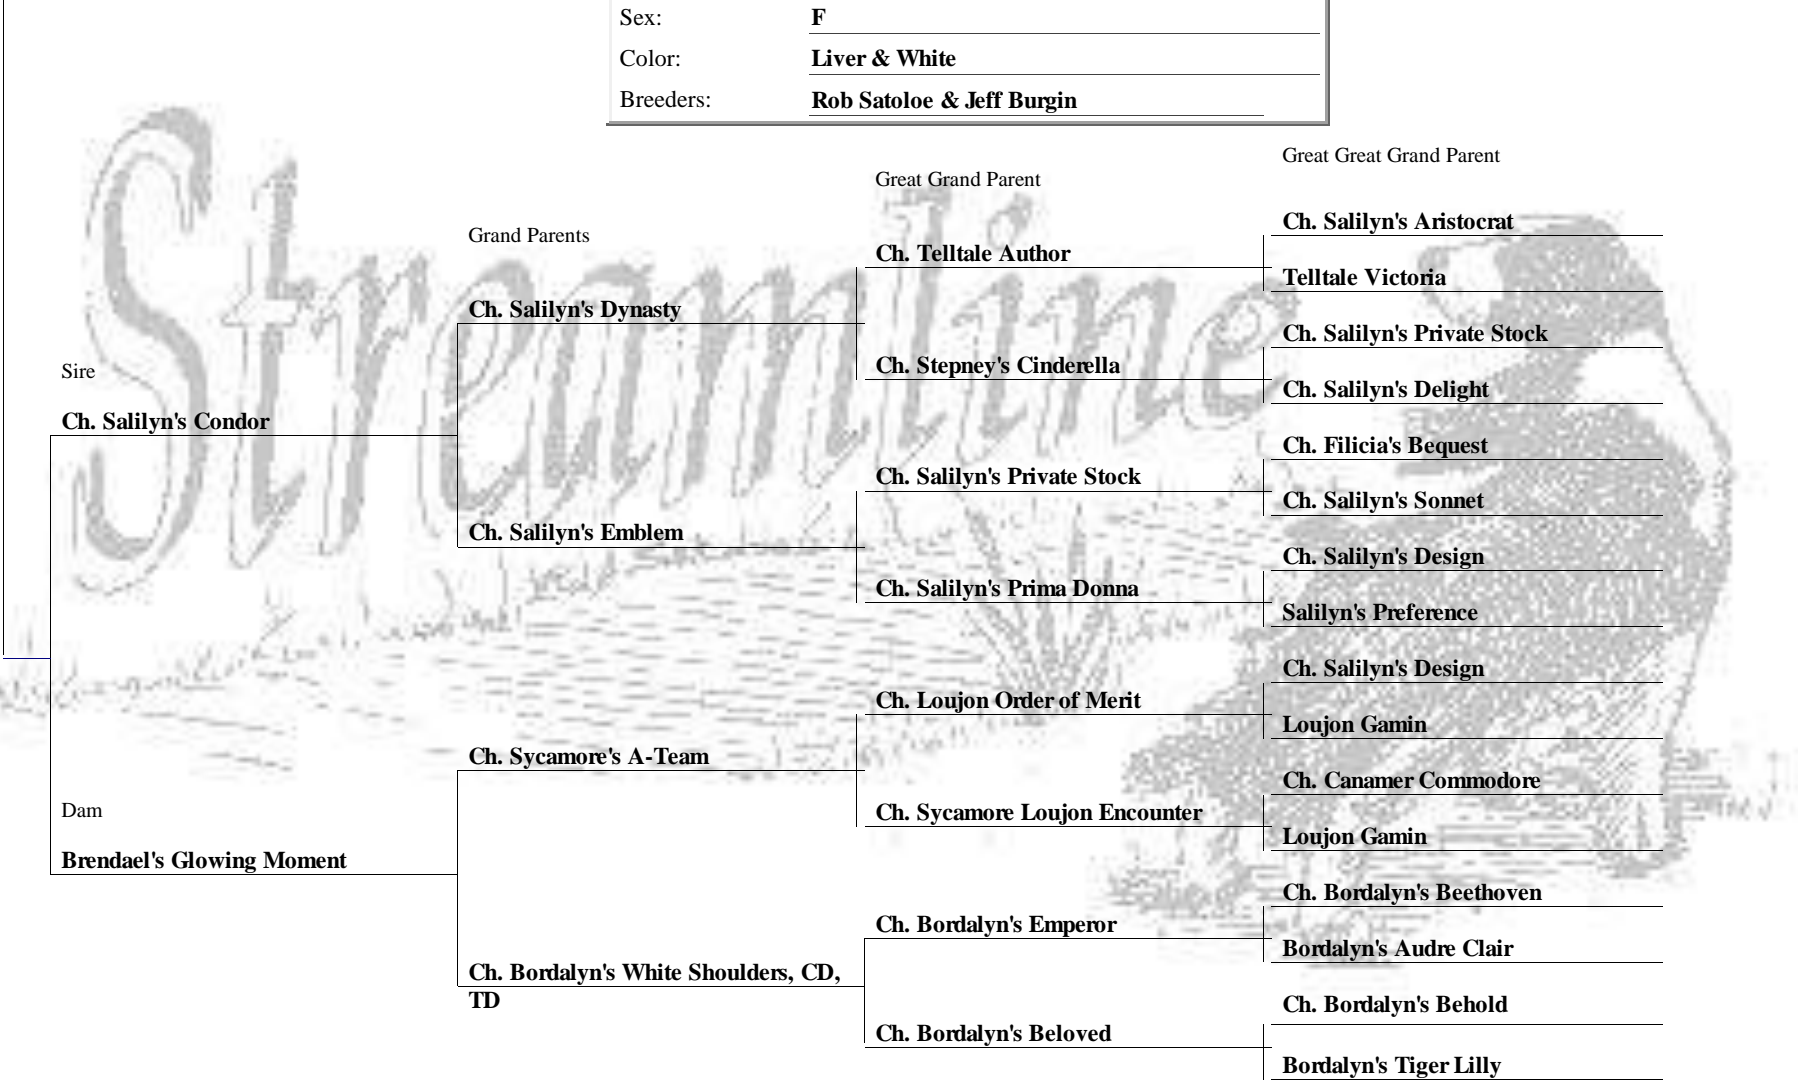 Sex: F
Color: Liver & White
Breeders: Rob Satoloe & Jeff Burgin
Great Great Grand Parent
Great Grand Parent
Ch. Salilyn's Aristocrat
Grand Parents
Ch. Telltale Author
Telltale Victoria
Ch. Salilyn's Dynasty
Ch. Salilyn's Private Stock
Sire
Ch. Stepney's Cinderella
Ch. Salilyn's Delight
Ch. Salilyn's Condor
Ch. Filicia's Bequest
Ch. Salilyn's Private Stock
Ch. Salilyn's Sonnet
Ch. Salilyn's Emblem
Ch. Salilyn's Design
Ch. Salilyn's Prima Donna
Salilyn's Preference
Ch. Salilyn's Design
Ch. Loujon Order of Merit
Loujon Gamin
Ch. Sycamore's A-Team
Ch. Canamer Commodore
Dam
Ch. Sycamore Loujon Encounter
Loujon Gamin
Brendael's Glowing Moment
Ch. Bordalyn's Beethoven
Ch. Bordalyn's Emperor
Bordalyn's Audre Clair
Ch. Bordalyn's White Shoulders, CD,
TD
Ch. Bordalyn's Behold
Ch. Bordalyn's Beloved
Bordalyn's Tiger Lilly
Streamline